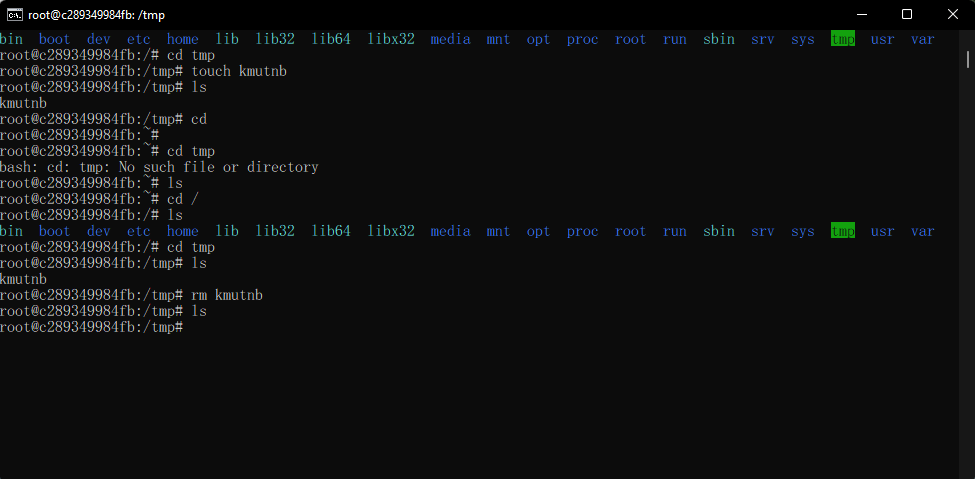 root@c289349984fb: /tmp
bin  boot  dev  etc  home  lib  lib32  lib64  libx32  media  mnt  opt  proc  root  run  sbin  srv  sys  tmp  usr  var
root@c289349984fb:/# cd tmp
root@c289349984fb:/tmp# touch kmutnb
root@c289349984fb:/tmp# ls
kmutnb
root@c289349984fb:/tmp# cd
root@c289349984fb:~#
root@c289349984fb:~# cd tmp
bash: cd: tmp: No such file or directory
root@c289349984fb:~# ls
root@c289349984fb:~# cd /
root@c289349984fb:/# ls
bin  boot  dev  etc  home  lib  lib32  lib64  libx32  media  mnt  opt  proc  root  run  sbin  srv  sys  tmp  usr  var
root@c289349984fb:/# cd tmp
root@c289349984fb:/tmp# ls
kmutnb
root@c289349984fb:/tmp# rm kmutnb
root@c289349984fb:/tmp# ls
root@c289349984fb:/tmp#